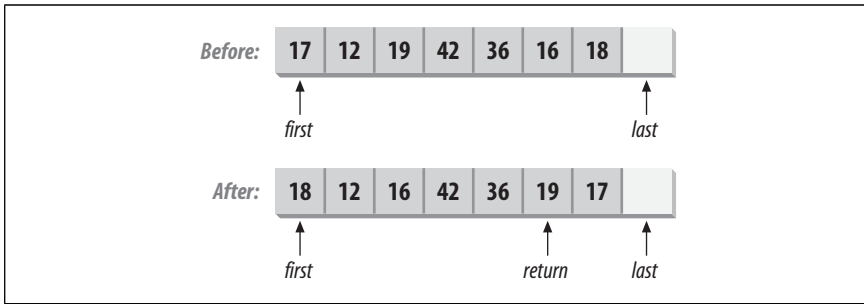 Before: 17 12 19 42 36 16 18
first last
After: 18 12 16 42 36 19 17
first return last